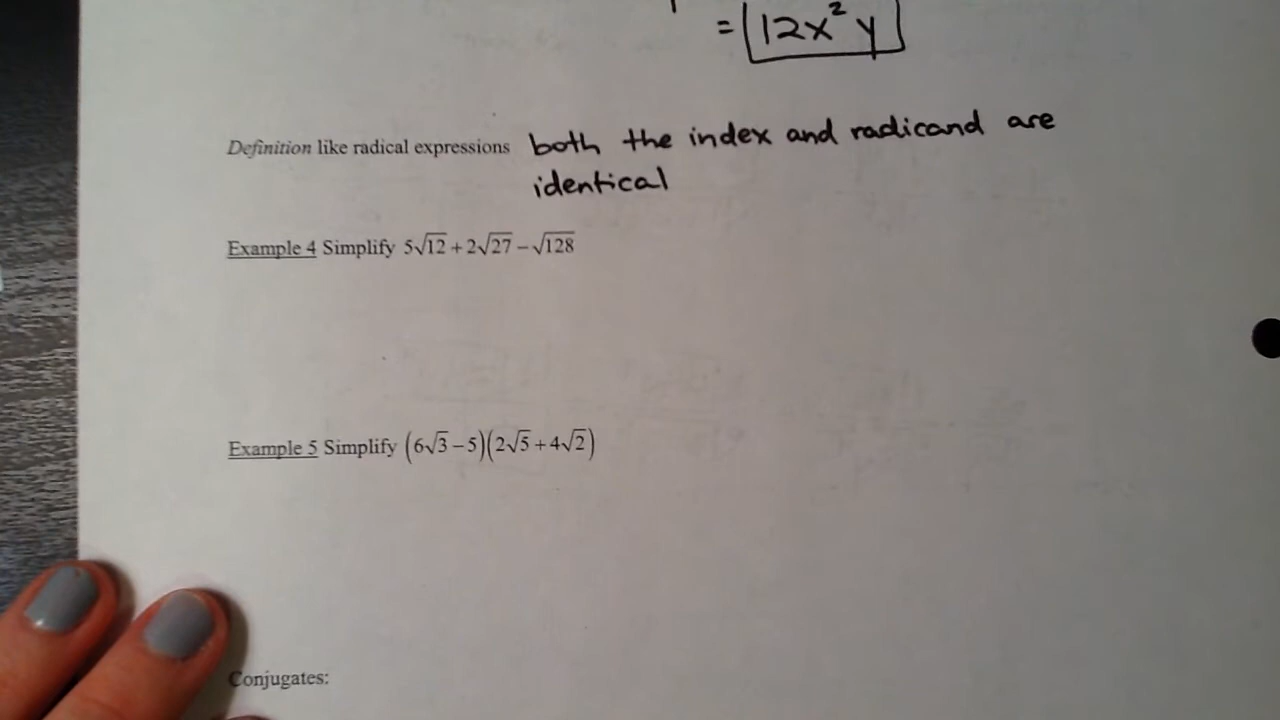 = 12x²y
Definition like radical expressions both the index and radicand are
identical
Example 4 Simplify 5√12 + 2√27 − √128
Example 5 Simplify (6√3 − 5)(2√5 + 4√2)
Conjugates: